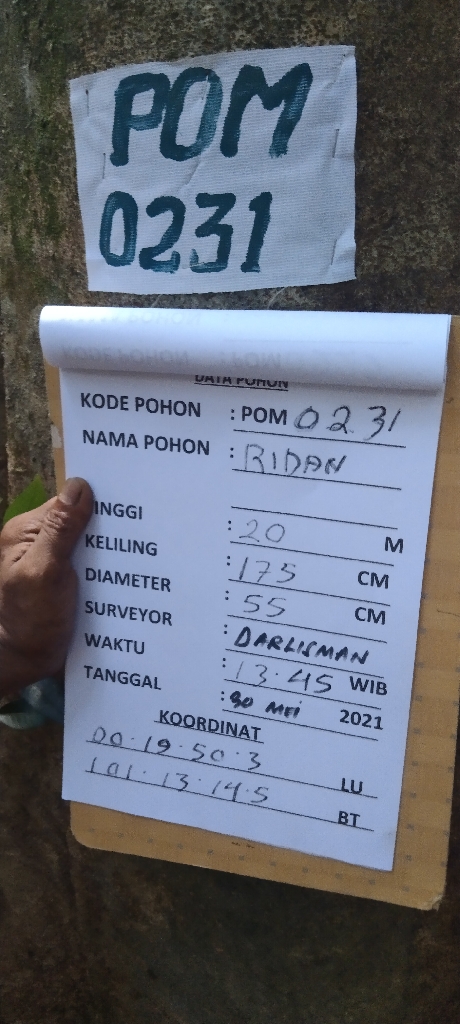 POM
0231
DATA POHON
KODE POHON : POM 0231
NAMA POHON : RIDAN
INGGI : 20 M
KELILING : 175 CM
DIAMETER : 55 CM
SURVEYOR : DARLISMAN
WAKTU : 13.45 WIB
TANGGAL : 30 MEI 2021
KOORDINAT
00.19.50.3 LU
101.13.14.5 BT